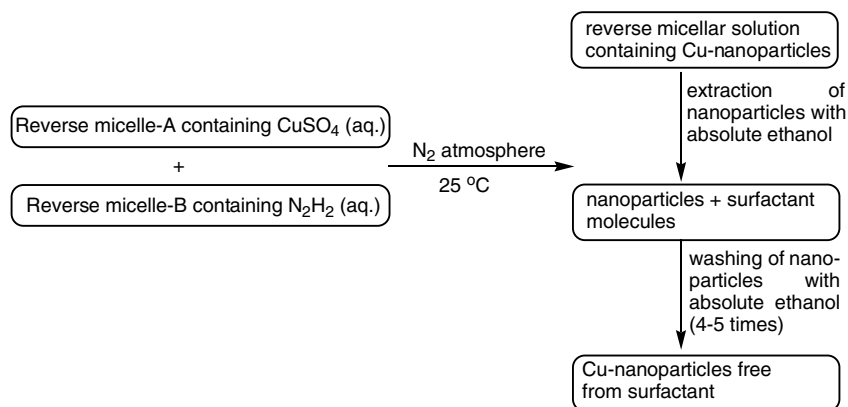 Reverse micelle-A containing CuSO₄ (aq.)
+
Reverse micelle-B containing N₂H₂ (aq.)
N₂ atmosphere
25 ºC
reverse micellar solution
containing Cu-nanoparticles
extraction of
nanoparticles with
absolute ethanol
nanoparticles + surfactant
molecules
washing of nano-
particles with
absolute ethanol
(4-5 times)
Cu-nanoparticles free
from surfactant